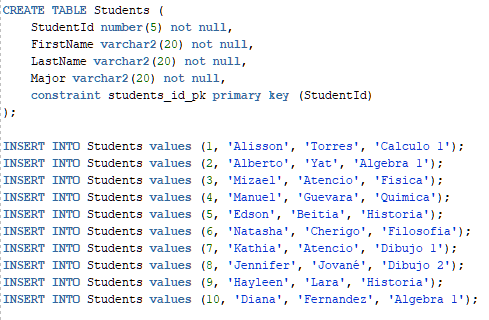 CREATE TABLE Students (
StudentId number(5) not null,
FirstName varchar2(20) not null,
LastName varchar2(20) not null,
Major varchar2(20) not null,
constraint students_id_pk primary key (StudentId)
);
INSERT INTO Students values (1, 'Alisson', 'Torres', 'Calculo 1');
INSERT INTO Students values (2, 'Alberto', 'Yat', 'Algebra 1');
INSERT INTO Students values (3, 'Mizael', 'Atencio', 'Fisica');
INSERT INTO Students values (4, 'Manuel', 'Guevara', 'Quimica');
INSERT INTO Students values (5, 'Edson', 'Beitia', 'Historia');
INSERT INTO Students values (6, 'Natasha', 'Cherigo', 'Filosofia');
INSERT INTO Students values (7, 'Kathia', 'Atencio', 'Dibujo 1');
INSERT INTO Students values (8, 'Jennifer', 'Jované', 'Dibujo 2');
INSERT INTO Students values (9, 'Hayleen', 'Lara', 'Historia');
INSERT INTO Students values (10, 'Diana', 'Fernandez', 'Algebra 1');